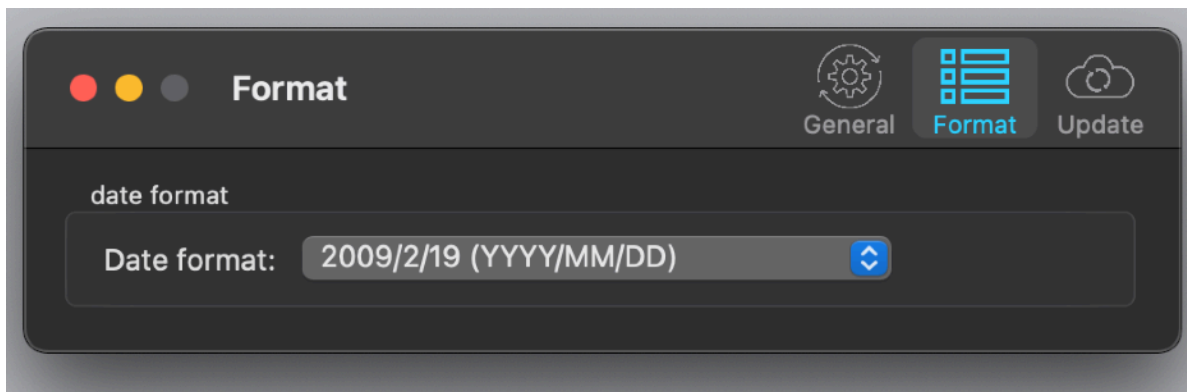 Format
General
Format
Update
date format
Date format:
2009/2/19 (YYYY/MM/DD)